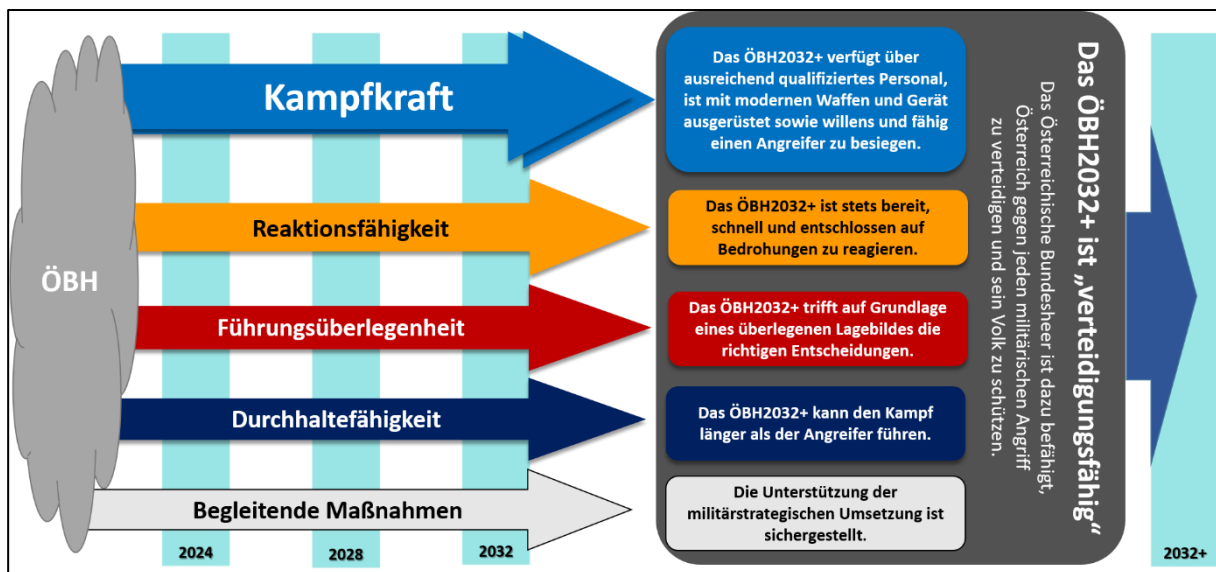 ÖBH
Kampfkraft
Reaktionsfähigkeit
Führungsüberlegenheit
Durchhaltefähigkeit
Begleitende Maßnahmen
2024
2028
2032
Das ÖBH2032+ verfügt über
ausreichend qualifiziertes Personal,
ist mit modernen Waffen und Gerät
ausgerüstet sowie willens und fähig
einen Angreifer zu besiegen.
Das ÖBH2032+ ist stets bereit,
schnell und entschlossen auf
Bedrohungen zu reagieren.
Das ÖBH2032+ trifft auf Grundlage
eines überlegenen Lagebildes die
richtigen Entscheidungen.
Das ÖBH2032+ kann den Kampf
länger als der Angreifer führen.
Die Unterstützung der
militärstrategischen Umsetzung ist
sichergestellt.
Das ÖBH2032+ ist „verteidigungsfähig“
Das Österreichische Bundesheer ist dazu befähigt,
Österreich gegen jeden militärischen Angriff
zu verteidigen und sein Volk zu schützen.
2032+